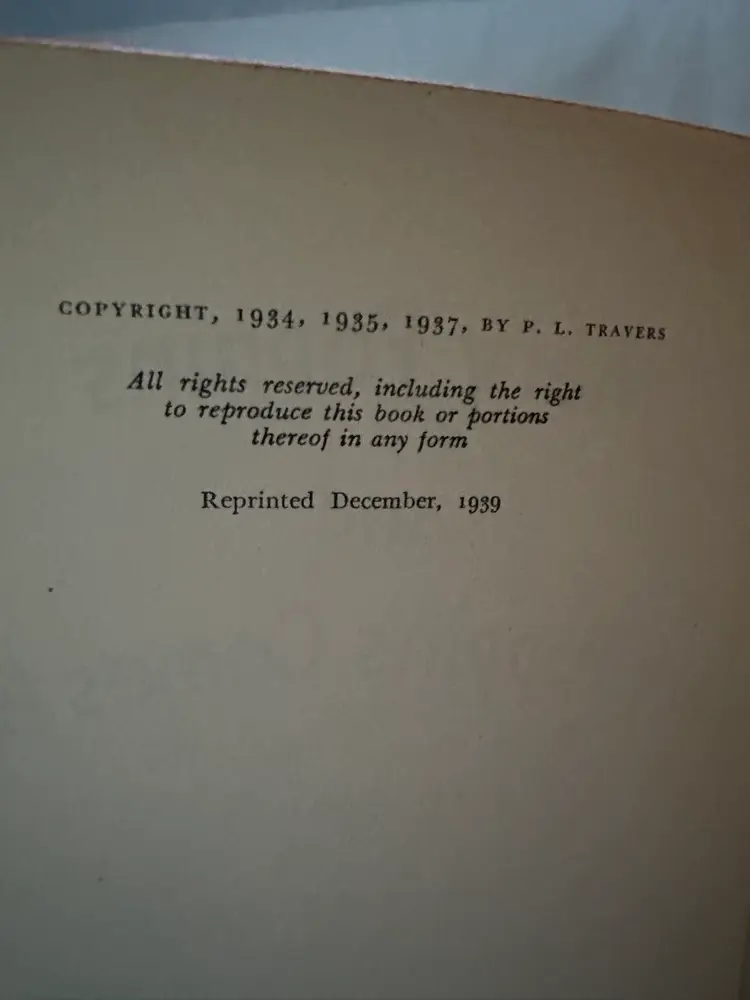 COPYRIGHT, 1934, 1935, 1937, BY P. L. TRAVERS
All rights reserved, including the right
to reproduce this book or portions
thereof in any form
Reprinted December, 1939